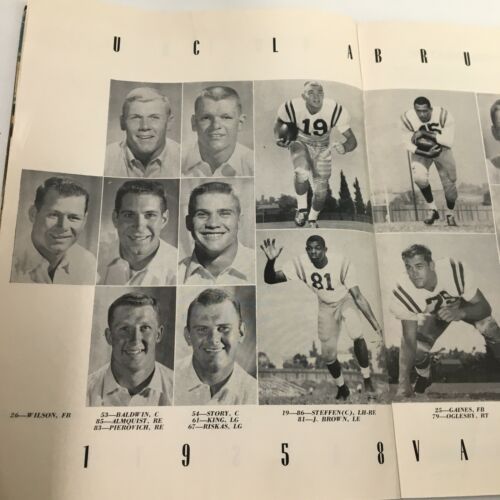 U C L A B R U
19
15
81
75
26—WILSON, FB
53—BALDWIN, C
85—ALMQUIST, RE
83—PIEROVICH, RE
54—STORY, C
61—KING, LG
67—RISKAS, LG
19—86—STEFFEN(C), LH-RE
81—J. BROWN, LE
25—GAINES, FB
79—OGLESBY, RT
1 9 5 8 V A